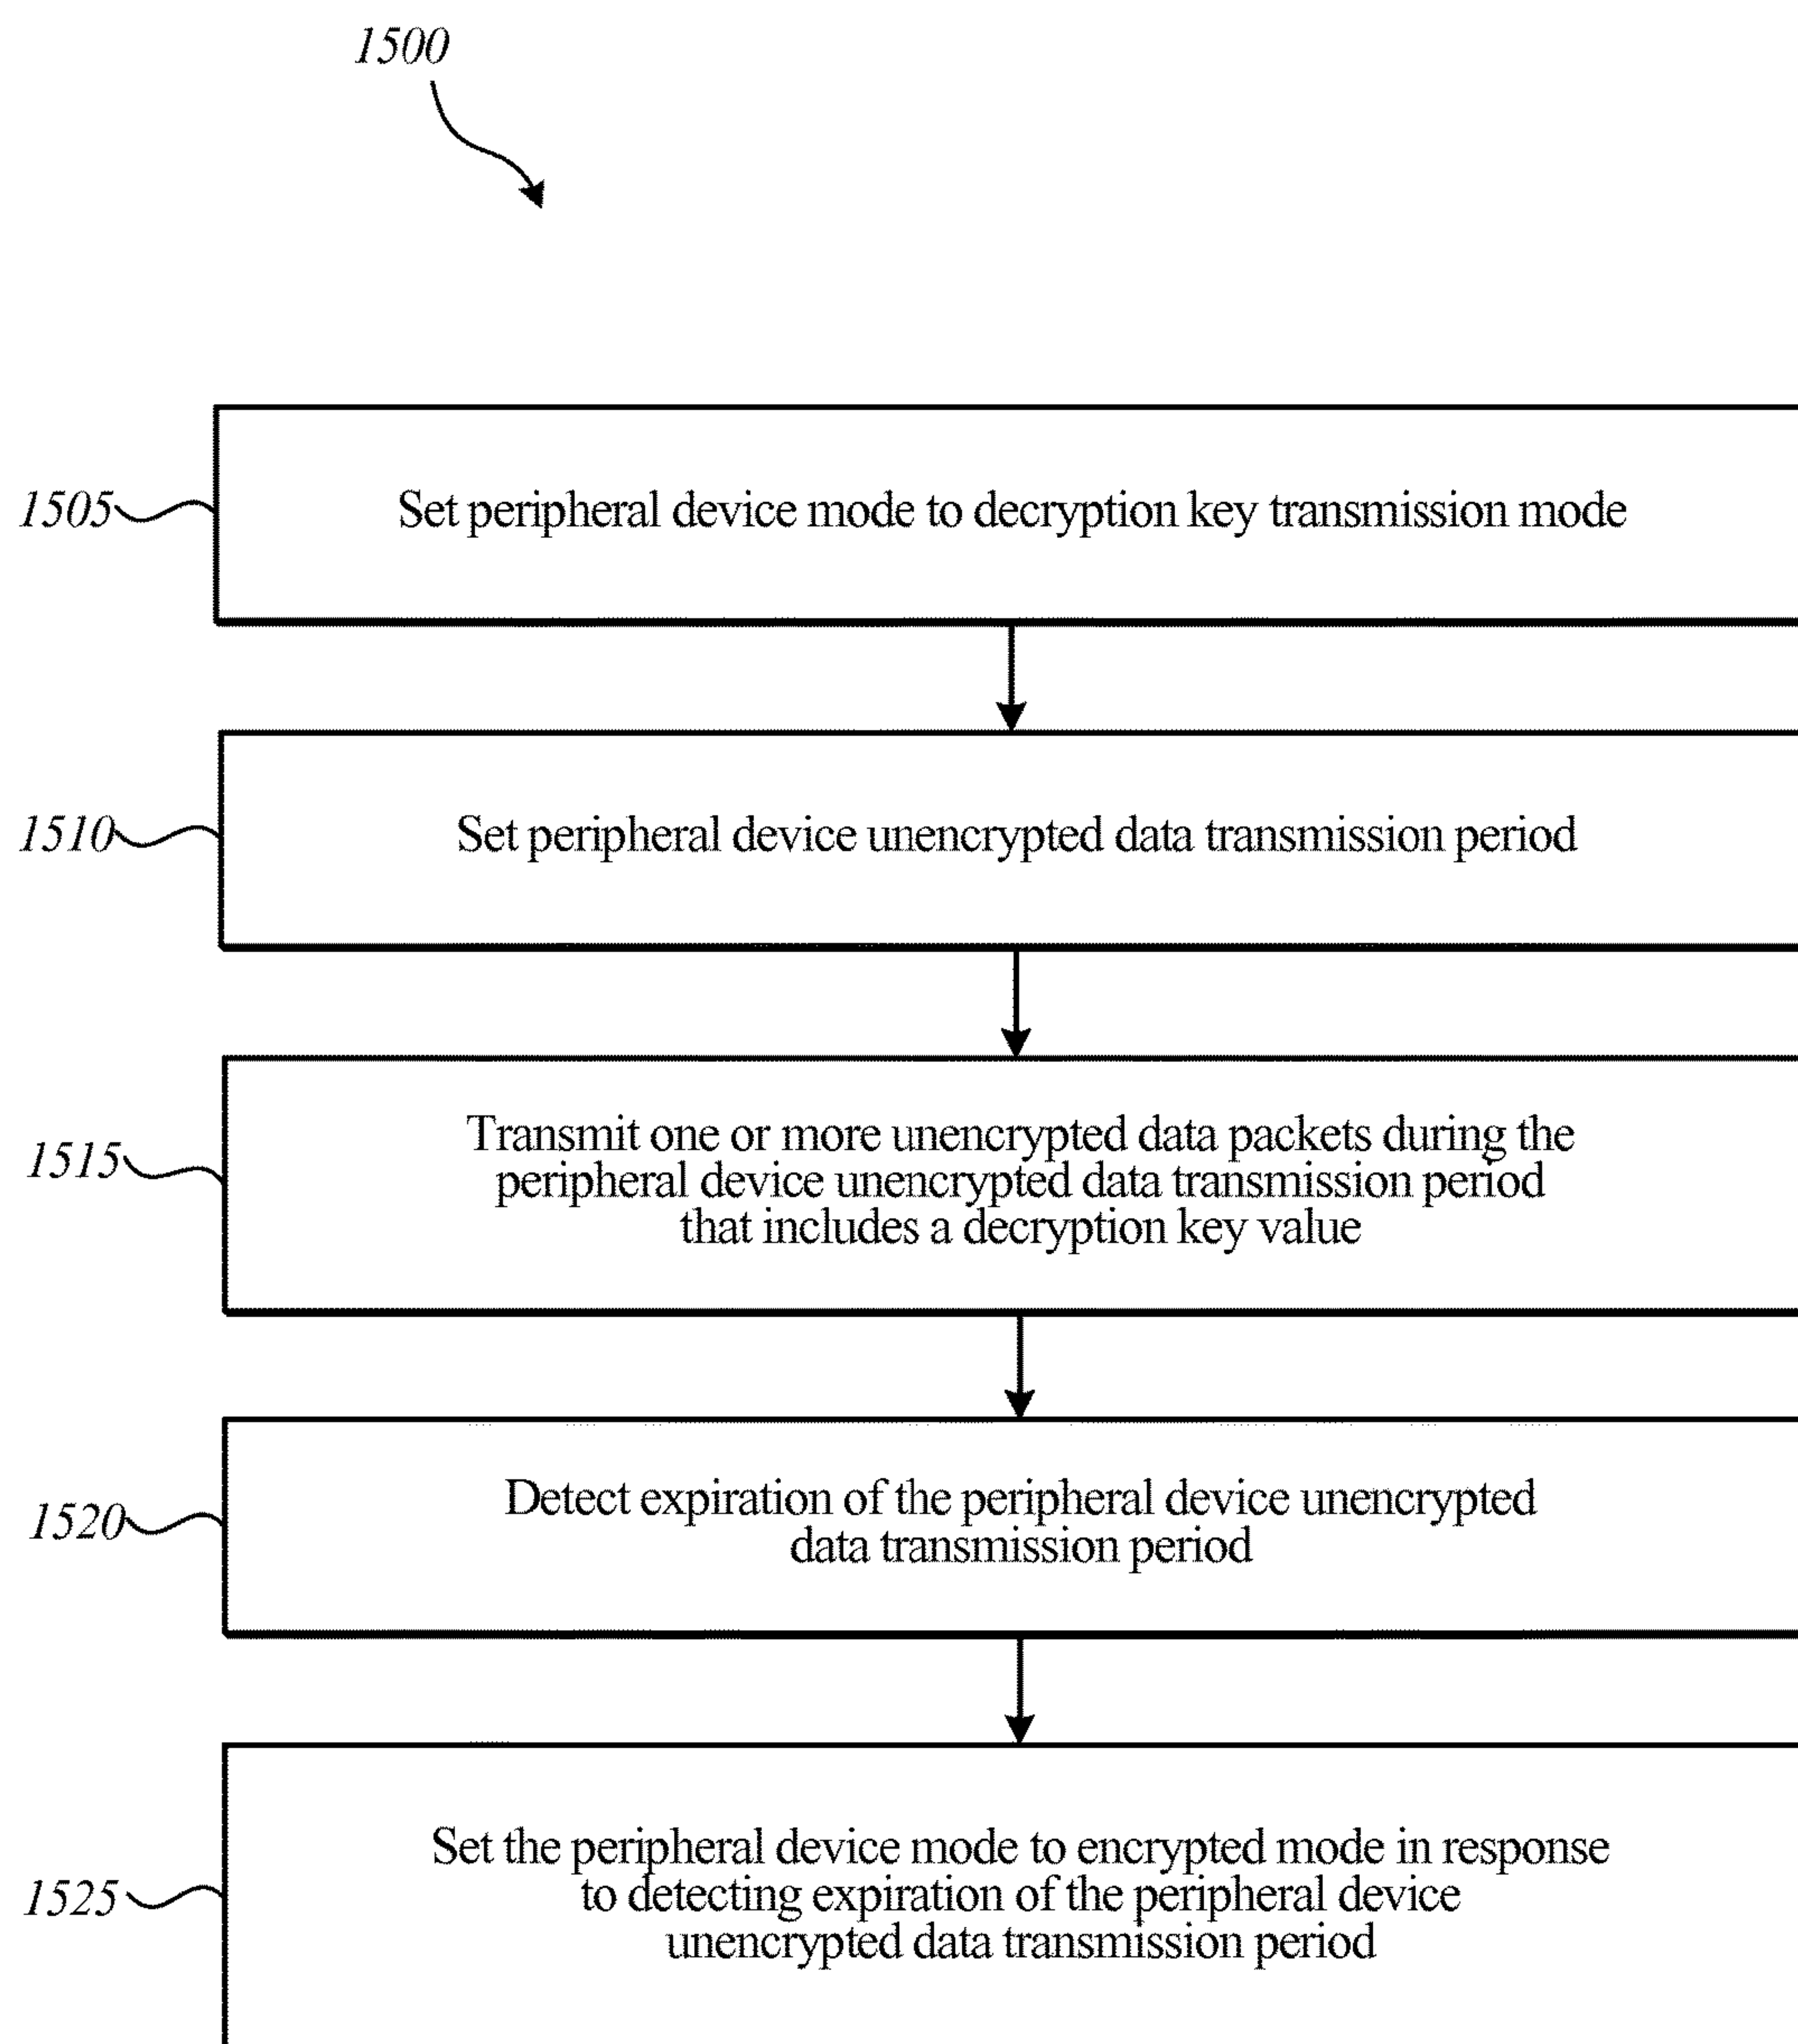 1500
1505
Set peripheral device mode to decryption key transmission mode
1510
Set peripheral device unencrypted data transmission period
1515
Transmit one or more unencrypted data packets during the
peripheral device unencrypted data transmission period
that includes a decryption key value
1520
Detect expiration of the peripheral device unencrypted
data transmission period
1525
Set the peripheral device mode to encrypted mode in response
to detecting expiration of the peripheral device
unencrypted data transmission period